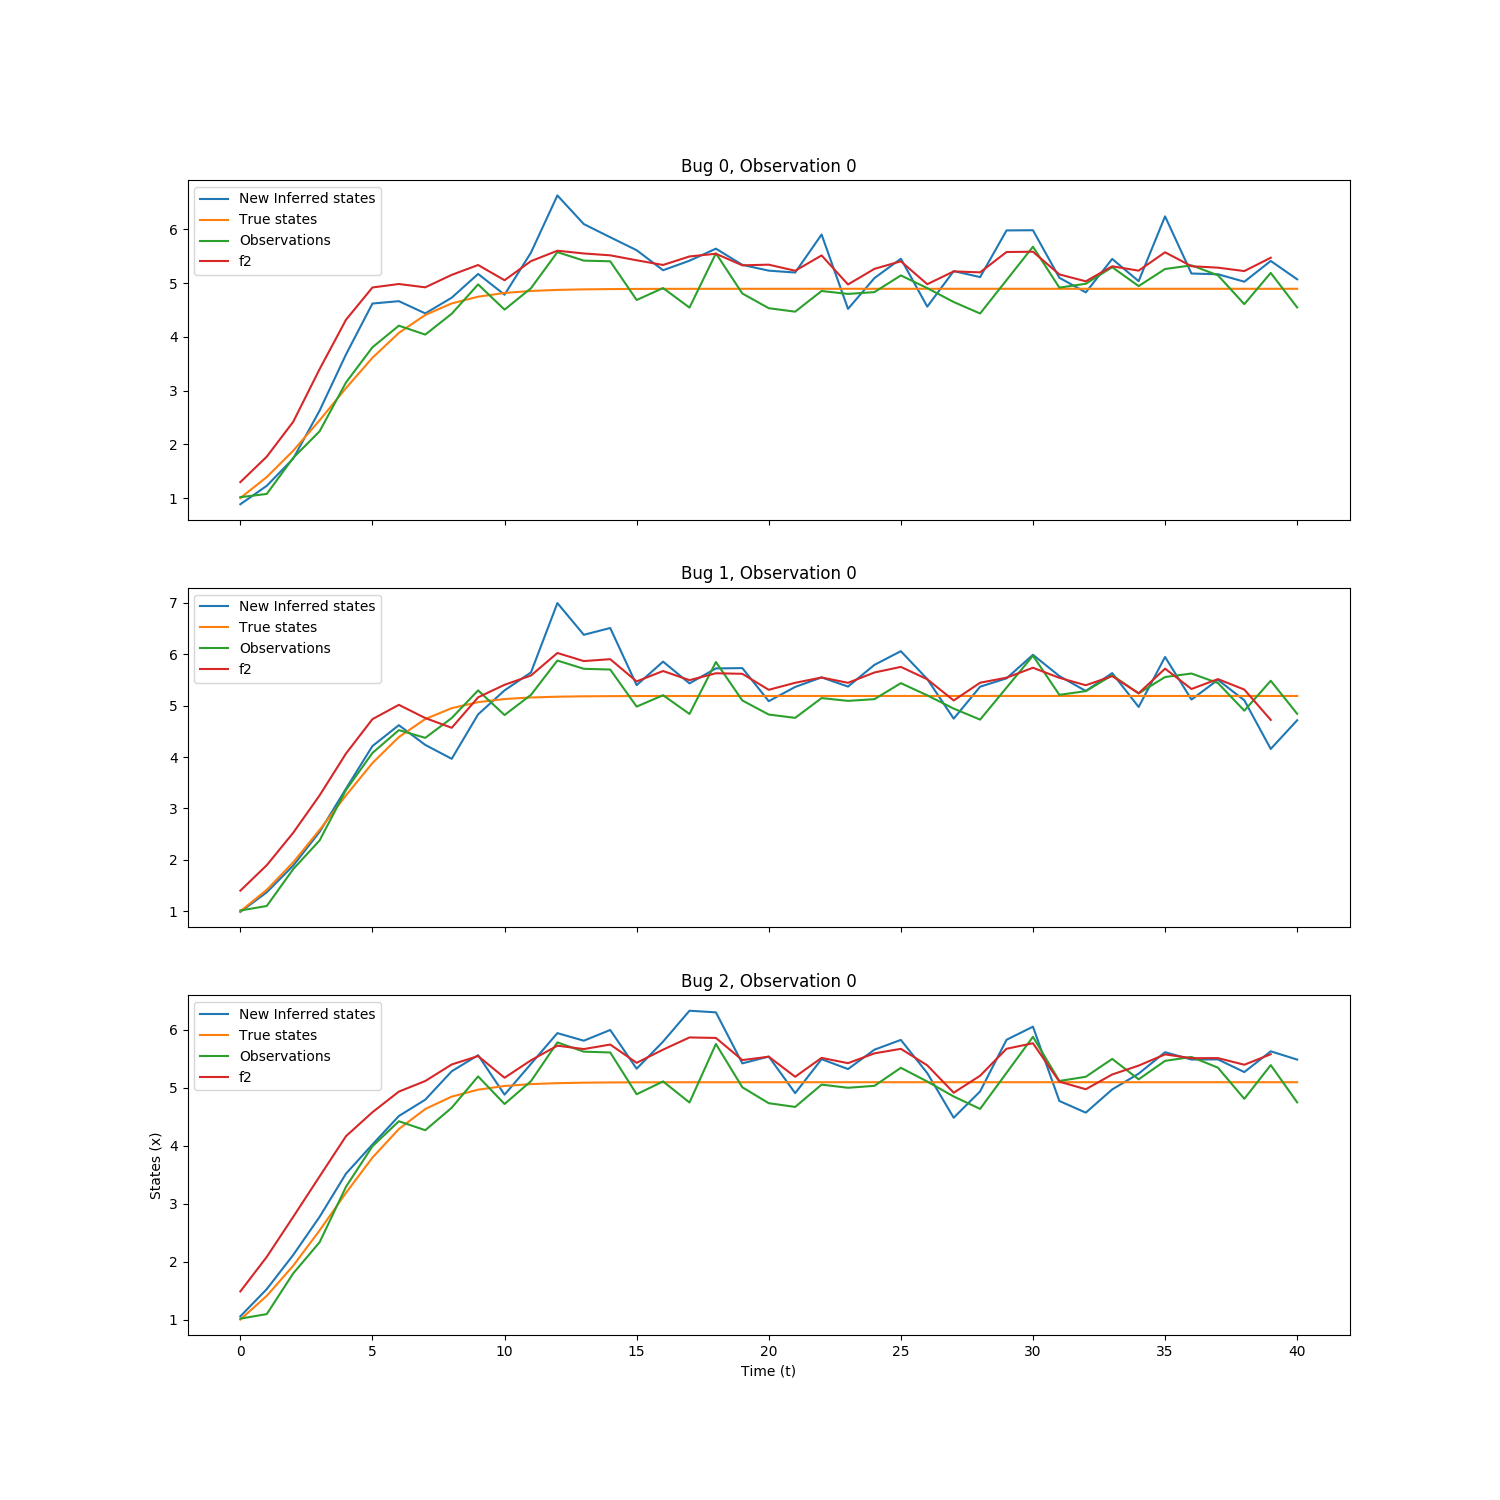 Bug 0, Observation 0
New Inferred states
True states
Observations
f2
6
5
4
3
2
1
Bug 1, Observation 0
New Inferred states
True states
Observations
f2
7
6
5
4
3
2
1
Bug 2, Observation 0
New Inferred states
True states
Observations
f2
6
5
4
3
2
1
States (x)
0 5 10 15 20 25 30 35 40
Time (t)